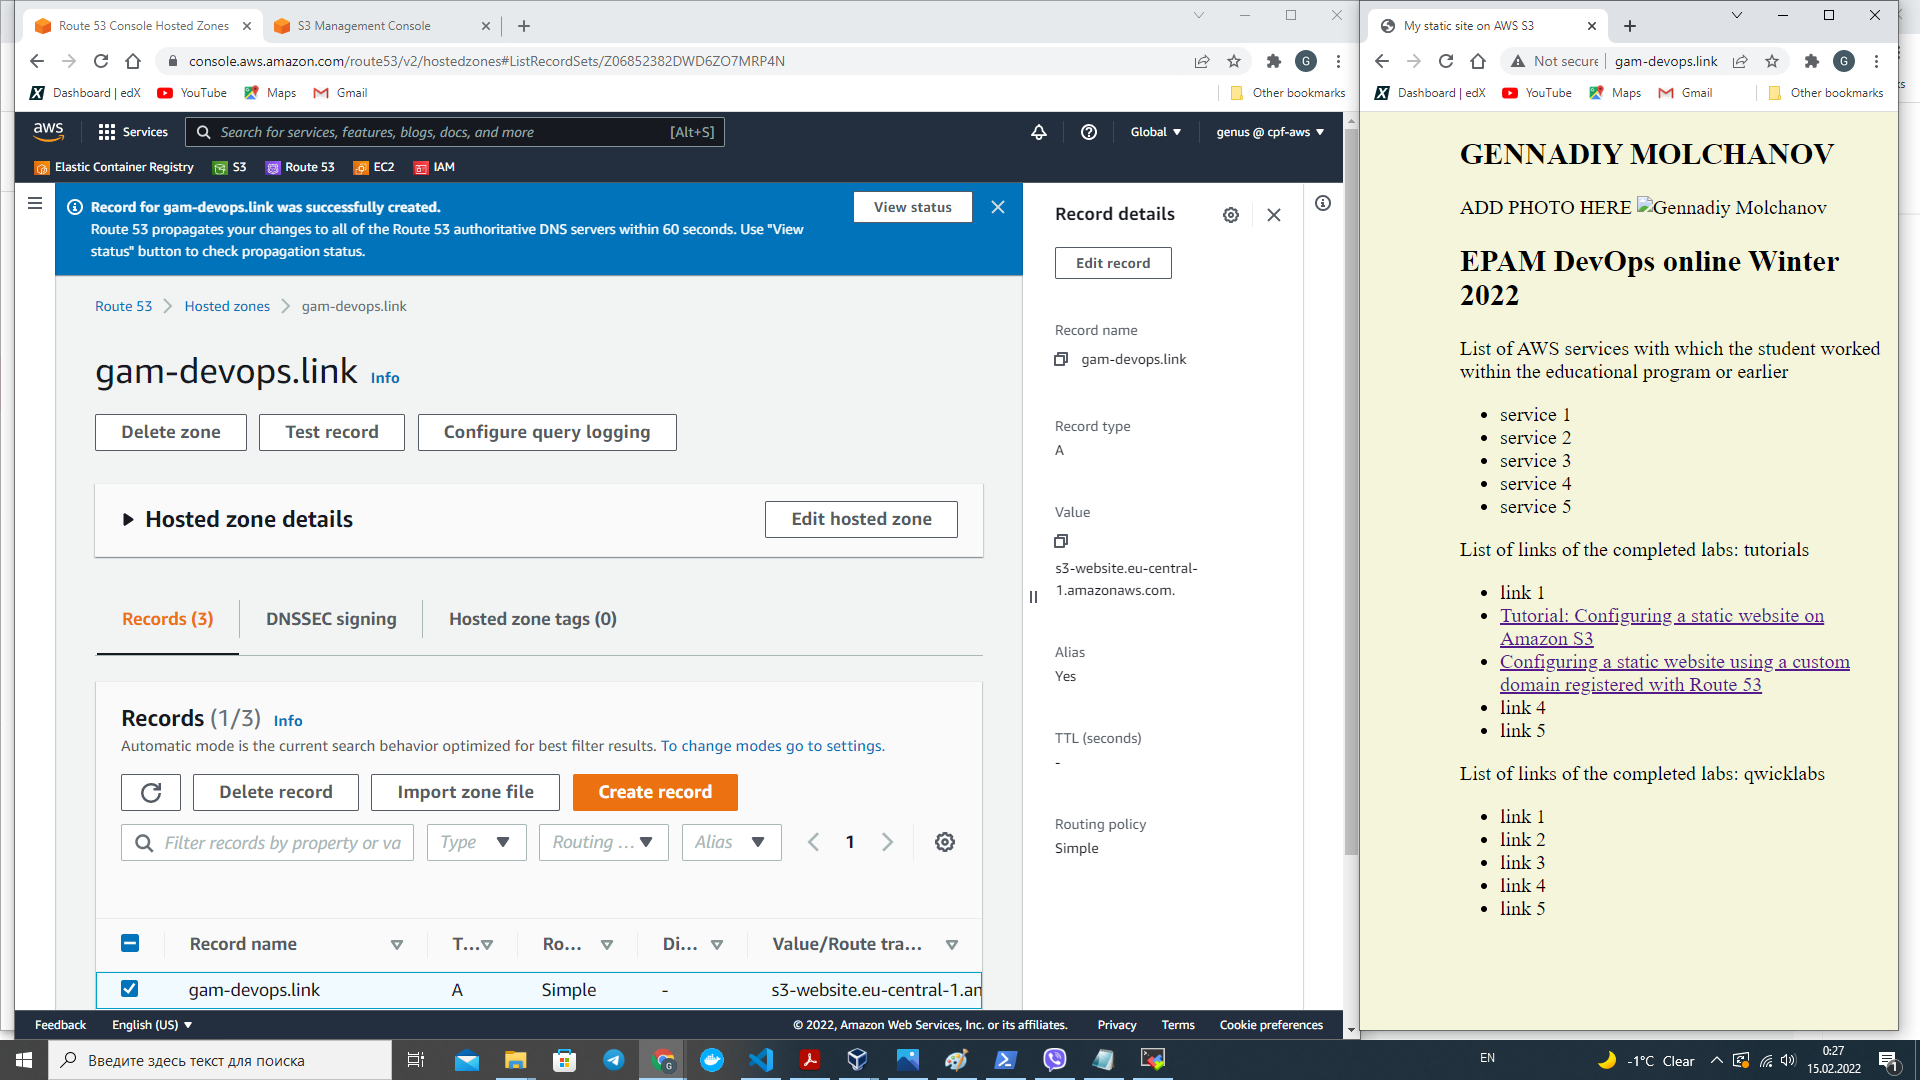 Route 53 Console Hosted Zones
S3 Management Console
console.aws.amazon.com/route53/v2/hostedzones#ListRecordSets/Z06852382DWD6ZO7MRP4N
G
Dashboard | edX
YouTube
Maps
Gmail
Other bookmarks
aws
Services
Search for services, features, blogs, docs, and more
[Alt+S]
Global
genus @ cpf-aws
Elastic Container Registry
S3
Route 53
EC2
IAM
Record for gam-devops.link was successfully created.
Route 53 propagates your changes to all of the Route 53 authoritative DNS servers within 60 seconds. Use "View
status" button to check propagation status.
View status
Route 53
Hosted zones
gam-devops.link
gam-devops.link
Info
Delete zone
Test record
Configure query logging
Hosted zone details
Edit hosted zone
Records (3)
DNSSEC signing
Hosted zone tags (0)
Records (1/3)
Info
Automatic mode is the current search behavior optimized for best filter results. To change modes go to settings.
Delete record
Import zone file
Create record
Filter records by property or va
Type
Routing ...
Alias
1
Record name
T...
Ro...
Di...
Value/Route tra...
gam-devops.link
A
Simple
-
s3-website.eu-central-1.an
Record details
Edit record
Record name
gam-devops.link
Record type
A
Value
s3-website.eu-central-
1.amazonaws.com.
Alias
Yes
TTL (seconds)
-
Routing policy
Simple
Feedback
English (US)
© 2022, Amazon Web Services, Inc. or its affiliates.
Privacy
Terms
Cookie preferences
My static site on AWS S3
Not secure
gam-devops.link
G
Dashboard | edX
YouTube
Maps
Gmail
Other bookmarks
GENNADIY MOLCHANOV
ADD PHOTO HERE Gennadiy Molchanov
EPAM DevOps online Winter
2022
List of AWS services with which the student worked
within the educational program or earlier
• service 1
• service 2
• service 3
• service 4
• service 5
List of links of the completed labs: tutorials
• link 1
• Tutorial: Configuring a static website on
Amazon S3
• Configuring a static website using a custom
domain registered with Route 53
• link 4
• link 5
List of links of the completed labs: qwicklabs
• link 1
• link 2
• link 3
• link 4
• link 5
Введите здесь текст для поиска
EN
-1°C Clear
0:27
15.02.2022
1